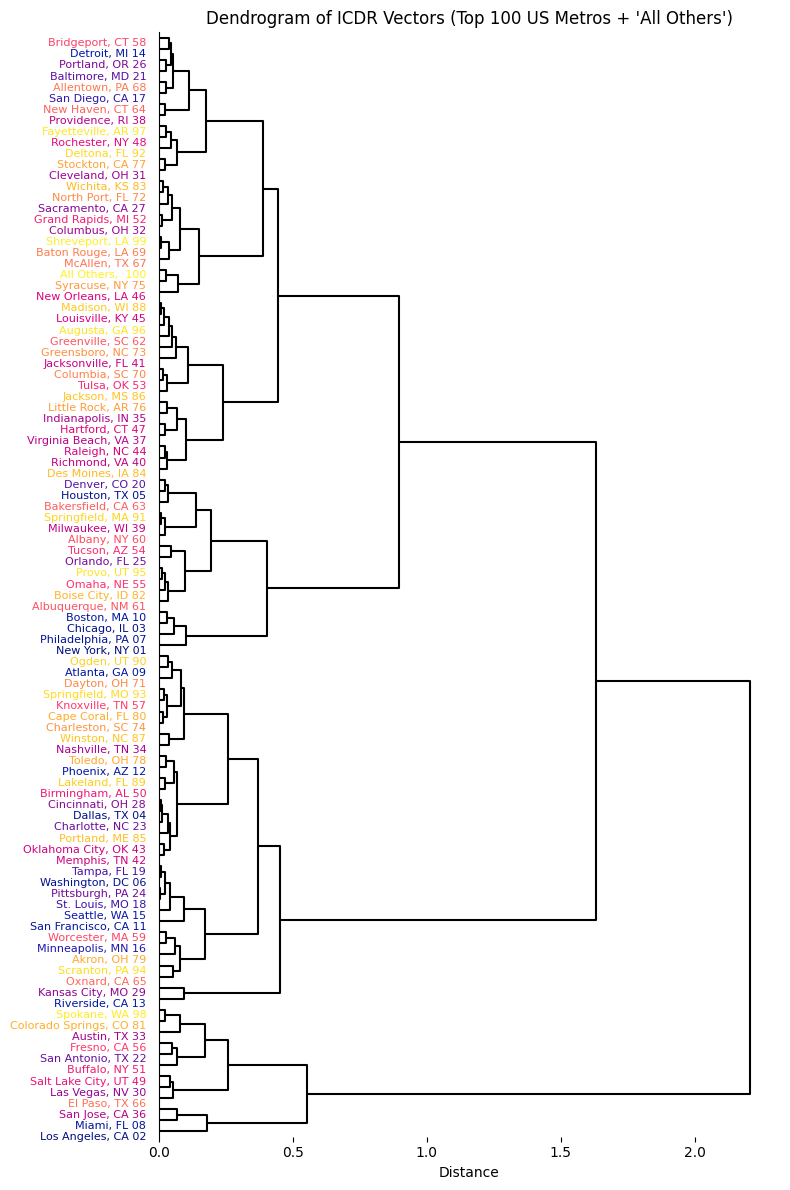 Dendrogram of ICDR Vectors (Top 100 US Metros + 'All Others')
Bridgeport, CT 58
Detroit, MI 14
Portland, OR 26
Baltimore, MD 21
Allentown, PA 68
San Diego, CA 17
New Haven, CT 64
Providence, RI 38
Fayetteville, AR 97
Rochester, NY 48
Deltona, FL 92
Stockton, CA 77
Cleveland, OH 31
Wichita, KS 83
North Port, FL 72
Sacramento, CA 27
Grand Rapids, MI 52
Columbus, OH 32
Shreveport, LA 99
Baton Rouge, LA 69
McAllen, TX 67
All Others,  100
Syracuse, NY 75
New Orleans, LA 46
Madison, WI 88
Louisville, KY 45
Augusta, GA 96
Greenville, SC 62
Greensboro, NC 73
Jacksonville, FL 41
Columbia, SC 70
Tulsa, OK 53
Jackson, MS 86
Little Rock, AR 76
Indianapolis, IN 35
Hartford, CT 47
Virginia Beach, VA 37
Raleigh, NC 44
Richmond, VA 40
Des Moines, IA 84
Denver, CO 20
Houston, TX 05
Bakersfield, CA 63
Springfield, MA 91
Milwaukee, WI 39
Albany, NY 60
Tucson, AZ 54
Orlando, FL 25
Provo, UT 95
Omaha, NE 55
Boise City, ID 82
Albuquerque, NM 61
Boston, MA 10
Chicago, IL 03
Philadelphia, PA 07
New York, NY 01
Ogden, UT 90
Atlanta, GA 09
Dayton, OH 71
Springfield, MO 93
Knoxville, TN 57
Cape Coral, FL 80
Charleston, SC 74
Winston, NC 87
Nashville, TN 34
Toledo, OH 78
Phoenix, AZ 12
Lakeland, FL 89
Birmingham, AL 50
Cincinnati, OH 28
Dallas, TX 04
Charlotte, NC 23
Portland, ME 85
Oklahoma City, OK 43
Memphis, TN 42
Tampa, FL 19
Washington, DC 06
Pittsburgh, PA 24
St. Louis, MO 18
Seattle, WA 15
San Francisco, CA 11
Worcester, MA 59
Minneapolis, MN 16
Akron, OH 79
Scranton, PA 94
Oxnard, CA 65
Kansas City, MO 29
Riverside, CA 13
Spokane, WA 98
Colorado Springs, CO 81
Austin, TX 33
Fresno, CA 56
San Antonio, TX 22
Buffalo, NY 51
Salt Lake City, UT 49
Las Vegas, NV 30
El Paso, TX 66
San Jose, CA 36
Miami, FL 08
Los Angeles, CA 02
0.0 0.5 1.0 1.5 2.0
Distance